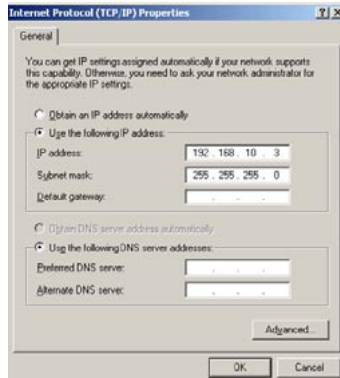 Internet Protocol (TCP/IP) Properties
General
You can get IP settings assigned automatically if your network supports
this capability. Otherwise, you need to ask your network administrator for
the appropriate IP settings.
Obtain an IP address automatically
Use the following IP address:
IP address: 192 . 168 . 10 . 3
Subnet mask: 255 . 255 . 255 . 0
Default gateway: . . .
Obtain DNS server address automatically
Use the following DNS server addresses:
Preferred DNS server: . . .
Alternate DNS server: . . .
Advanced...
OK Cancel